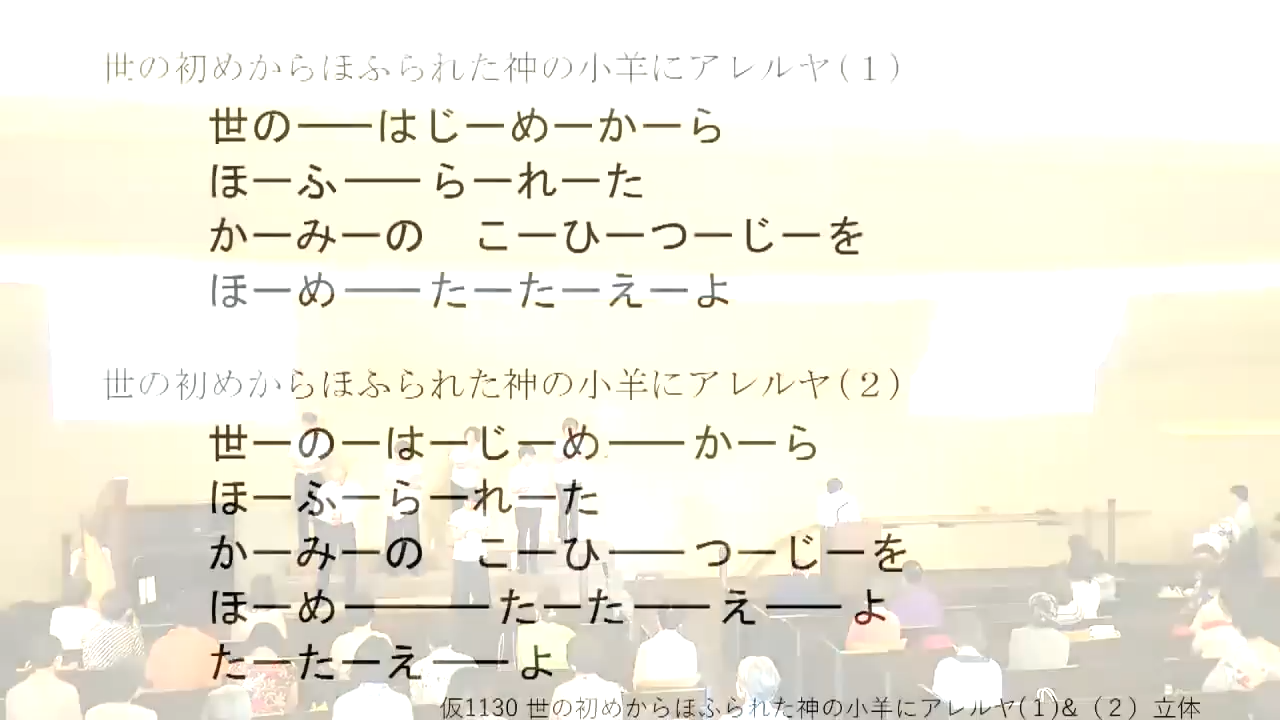 世の初めからほふられた神の小羊にアレルヤ(１)
世の――はじーめーかーら
ほーふ――らーれーた
かーみーの　こーひーつーじーを
ほーめ――たーたーえーよ
世の初めからほふられた神の小羊にアレルヤ(２)
世ーのーはーじーめ――かーら
ほーふーらーれーた
かーみーの　こーひ――つーじーを
ほーめ――――たーた――え――よ
たーたーえ――よ
仮1130 世の初めからほふられた神の小羊にアレルヤ(１)&（２）立体